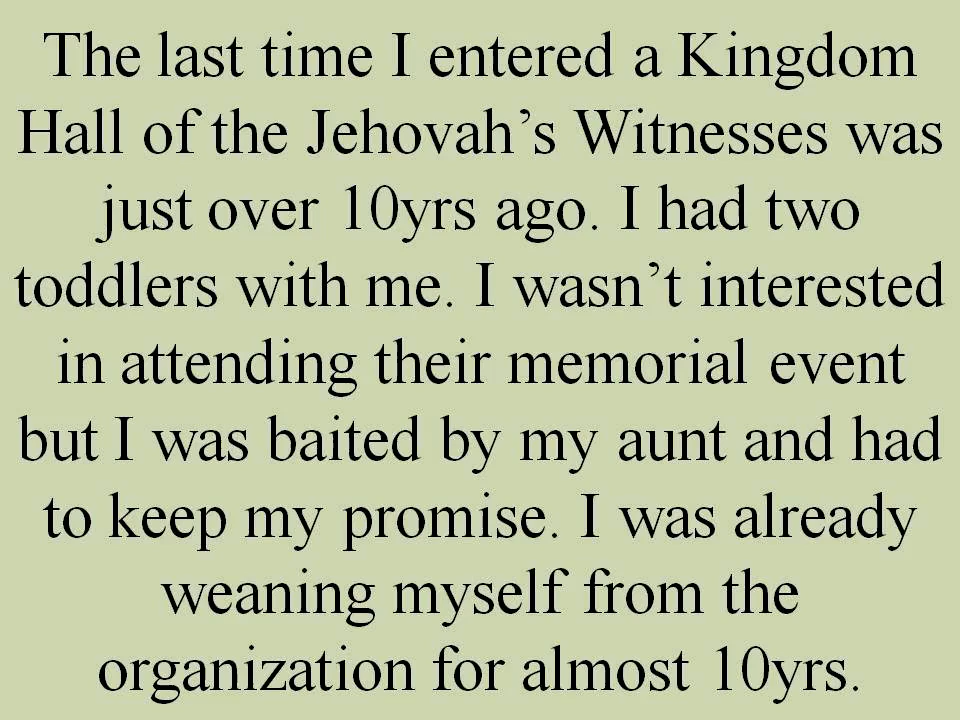 The last time I entered a Kingdom
Hall of the Jehovah’s Witnesses was
just over 10yrs ago. I had two
toddlers with me. I wasn’t interested
in attending their memorial event
but I was baited by my aunt and had
to keep my promise. I was already
weaning myself from the
organization for almost 10yrs.